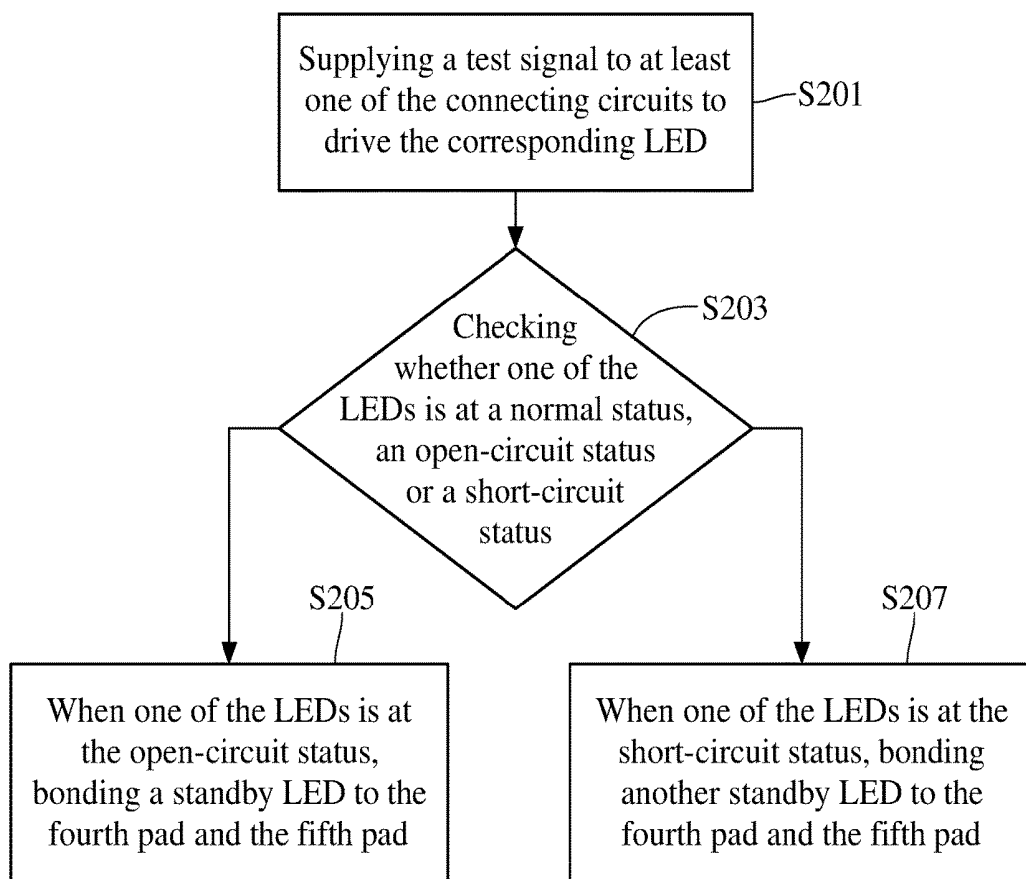 Supplying a test signal to at least
one of the connecting circuits to
drive the corresponding LED
S201
Checking
whether one of the
LEDs is at a normal status,
an open-circuit status
or a short-circuit
status
S203
S205
When one of the LEDs is at
the open-circuit status,
bonding a standby LED to the
fourth pad and the fifth pad
S207
When one of the LEDs is at the
short-circuit status, bonding
another standby LED to the
fourth pad and the fifth pad